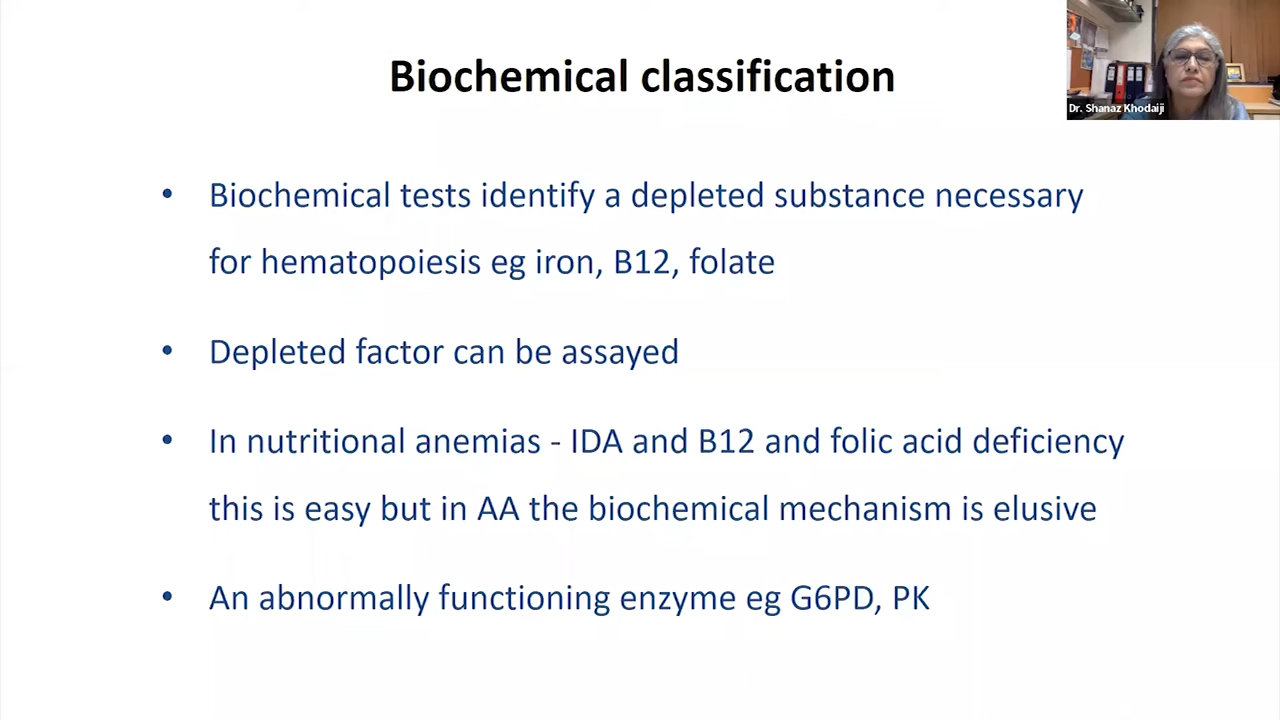 Biochemical classification
Dr. Shanaz Khodaiji
• Biochemical tests identify a depleted substance necessary
for hematopoiesis eg iron, B12, folate
• Depleted factor can be assayed
• In nutritional anemias - IDA and B12 and folic acid deficiency
this is easy but in AA the biochemical mechanism is elusive
• An abnormally functioning enzyme eg G6PD, PK